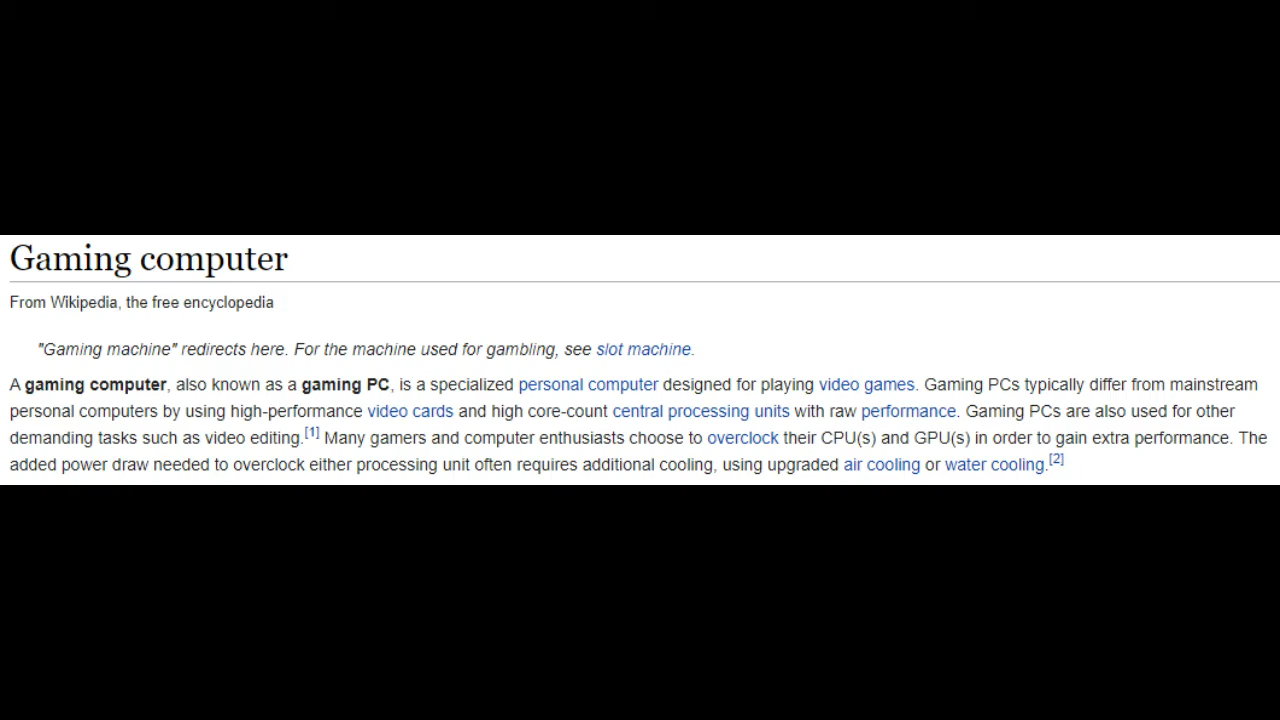 Gaming computer
From Wikipedia, the free encyclopedia
"Gaming machine" redirects here. For the machine used for gambling, see slot machine.
A gaming computer, also known as a gaming PC, is a specialized personal computer designed for playing video games. Gaming PCs typically differ from mainstream
personal computers by using high-performance video cards and high core-count central processing units with raw performance. Gaming PCs are also used for other
demanding tasks such as video editing.[1] Many gamers and computer enthusiasts choose to overclock their CPU(s) and GPU(s) in order to gain extra performance. The
added power draw needed to overclock either processing unit often requires additional cooling, using upgraded air cooling or water cooling.[2]